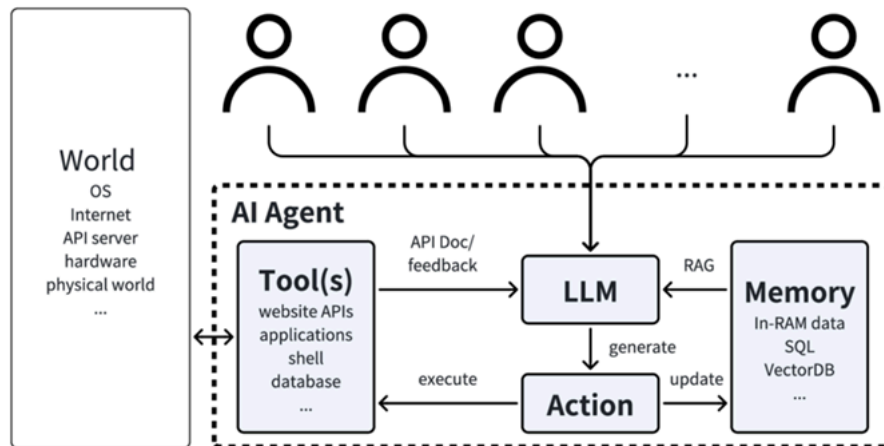 World
OS
Internet
API server
hardware
physical world
...
...
AI Agent
Tool(s)
website APIs
applications
shell
database
...
API Doc/
feedback
LLM
RAG
Memory
In-RAM data
SQL
VectorDB
...
generate
execute
Action
update